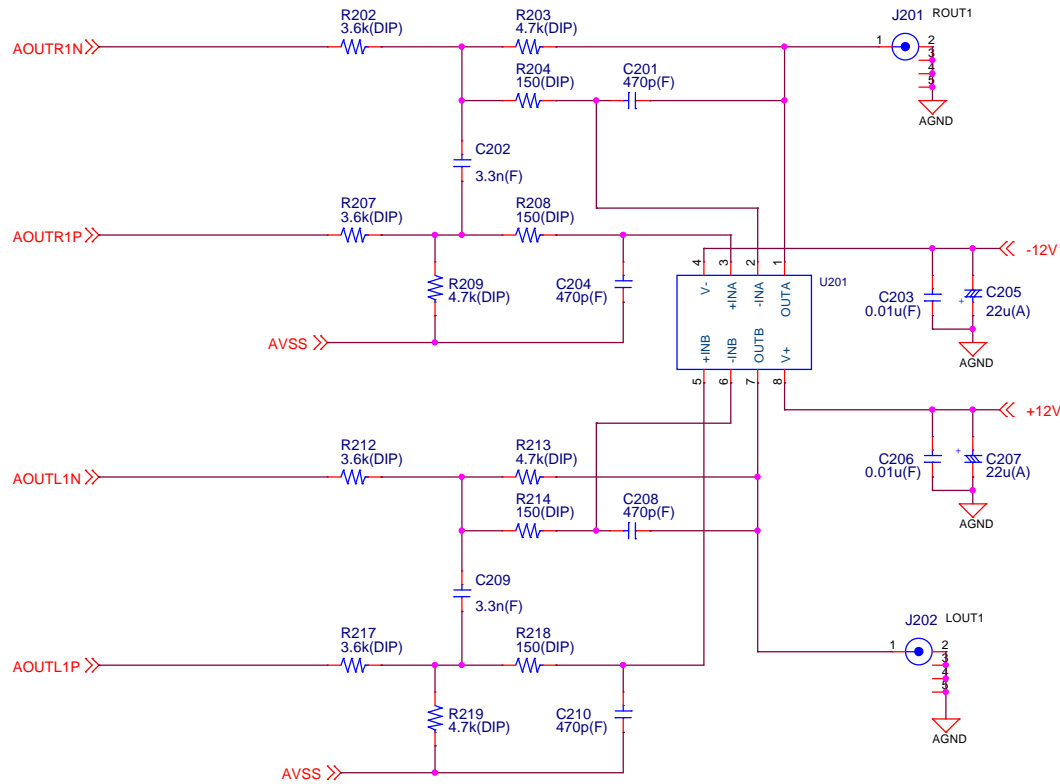 R202
3.6k(DIP)
R203
4.7k(DIP)
J201 ROUT1
AOUTR1N
1
2
3
4
5
R204
150(DIP)
C201
470p(F)
AGND
C202
3.3n(F)
R207
3.6k(DIP)
R208
150(DIP)
AOUTR1P
-12V
4
3
2
1
R209
4.7k(DIP)
C204
470p(F)
V-
+INA
-INA
OUTA
U201
C203
0.01u(F)
+
C205
22u(A)
AVSS
+INB
-INB
OUTB
V+
AGND
5
6
7
8
+12V
R212
3.6k(DIP)
R213
4.7k(DIP)
C206
0.01u(F)
+
C207
22u(A)
AOUTL1N
R214
150(DIP)
C208
470p(F)
AGND
C209
3.3n(F)
J202 LOUT1
R217
3.6k(DIP)
R218
150(DIP)
1
2
3
4
5
AOUTL1P
R219
4.7k(DIP)
C210
470p(F)
AGND
AVSS